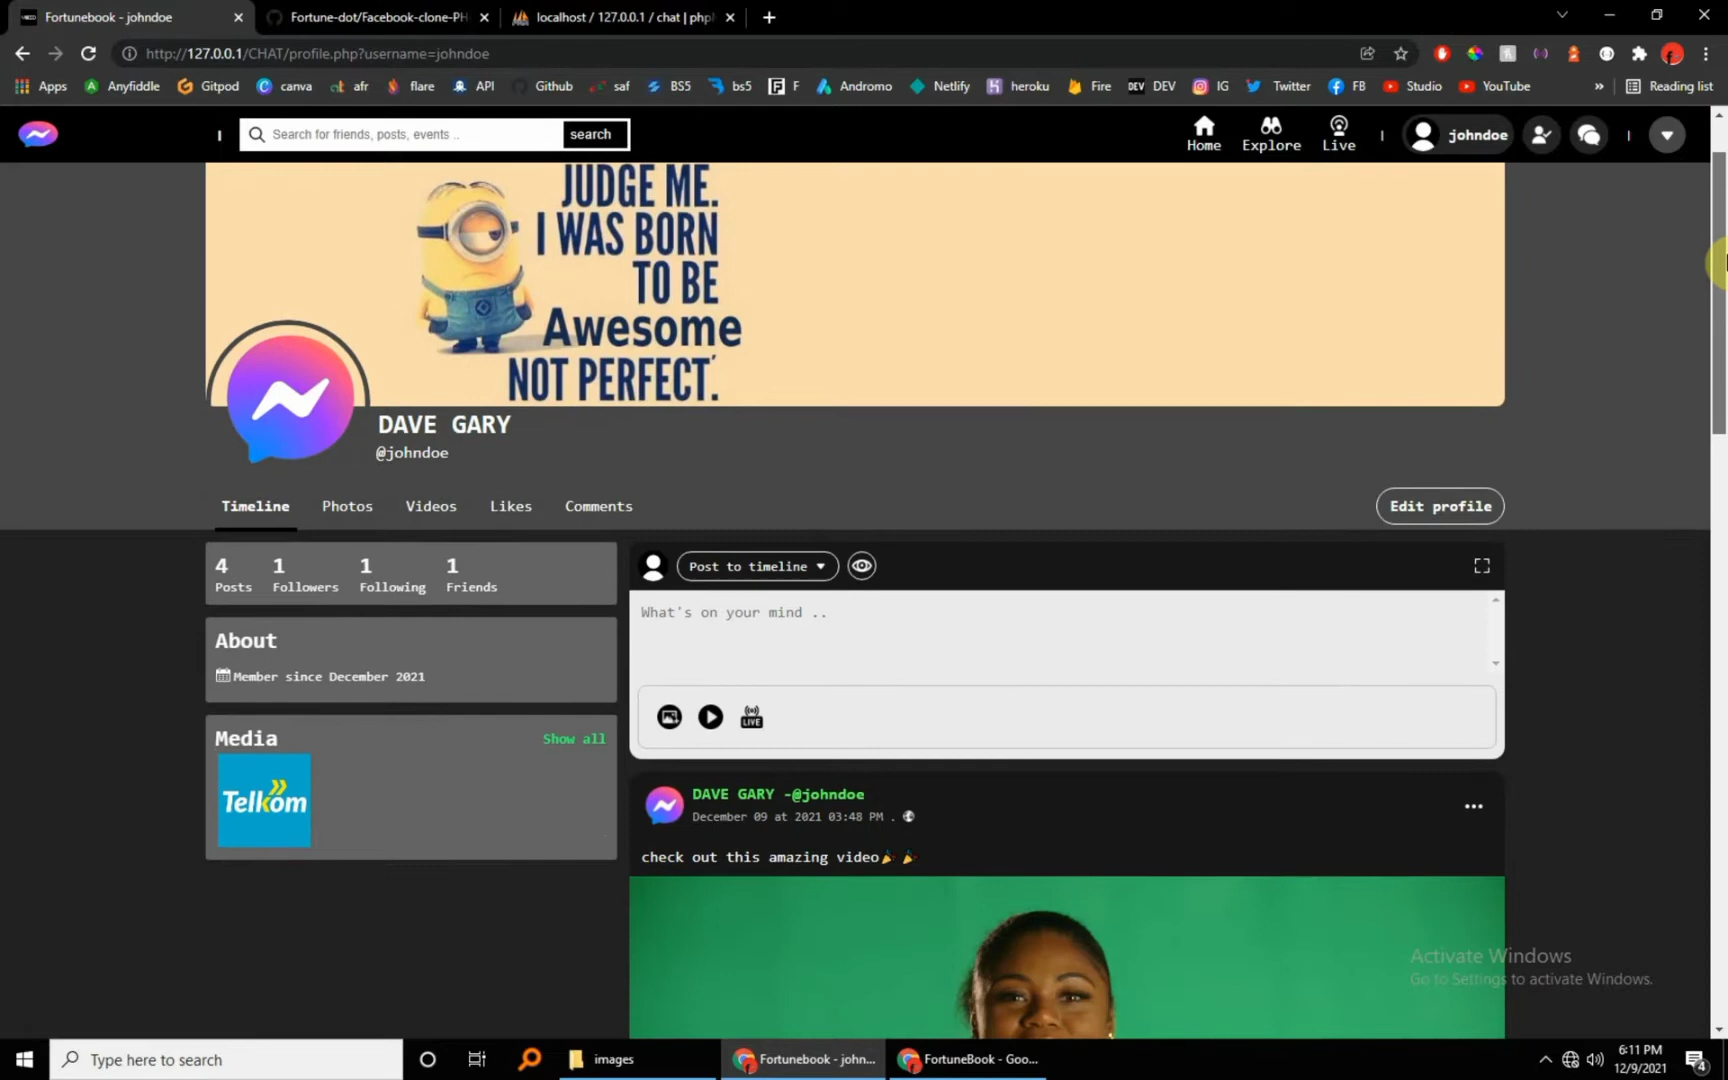 Fortunebook - johndoe
Fortune-dot/Facebook-clone-PH
localhost / 127.0.0.1 / chat | php
http://127.0.0.1/CHAT/profile.php?username=johndoe
Apps Anyfiddle Gitpod canva afr flare API Github saf BS5 bs5 F Andromo Netlify heroku Fire DEV DEV IG Twitter FB Studio YouTube » Reading list
Search for friends, posts, events ..
search
Home Explore Live
johndoe
JUDGE ME.
I WAS BORN
TO BE
Awesome
NOT PERFECT.
DAVE GARY
@johndoe
Timeline Photos Videos Likes Comments
Edit profile
4 1 1 1
Posts Followers Following Friends
About
Member since December 2021
Media Show all
Telkom
Post to timeline
What's on your mind ..
LIVE
DAVE GARY -@johndoe
December 09 at 2021 03:48 PM .
check out this amazing video🎉 🎉
Activate Windows
Go to Settings to activate Windows.
Type here to search
images
Fortunebook - john...
FortuneBook - Goo...
6:11 PM
12/9/2021
4